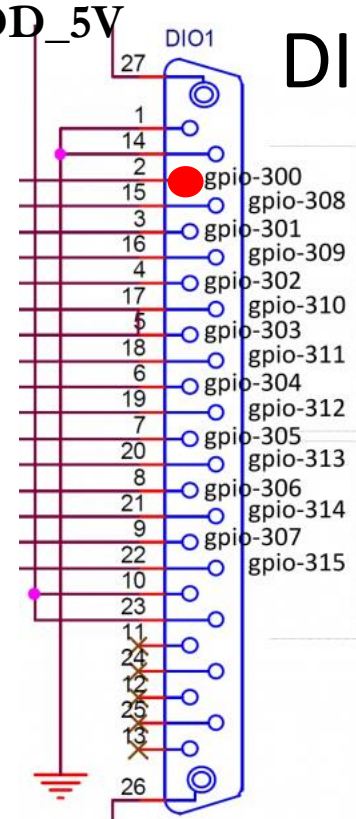 DD_5V
DIO1
DI
27
1
14
2 gpio-300
15 gpio-308
3 gpio-301
16 gpio-309
4 gpio-302
17 gpio-310
5 gpio-303
18 gpio-311
6 gpio-304
19 gpio-312
7 gpio-305
20 gpio-313
8 gpio-306
21 gpio-314
9 gpio-307
22 gpio-315
10
23
11
24
12
25
13
26